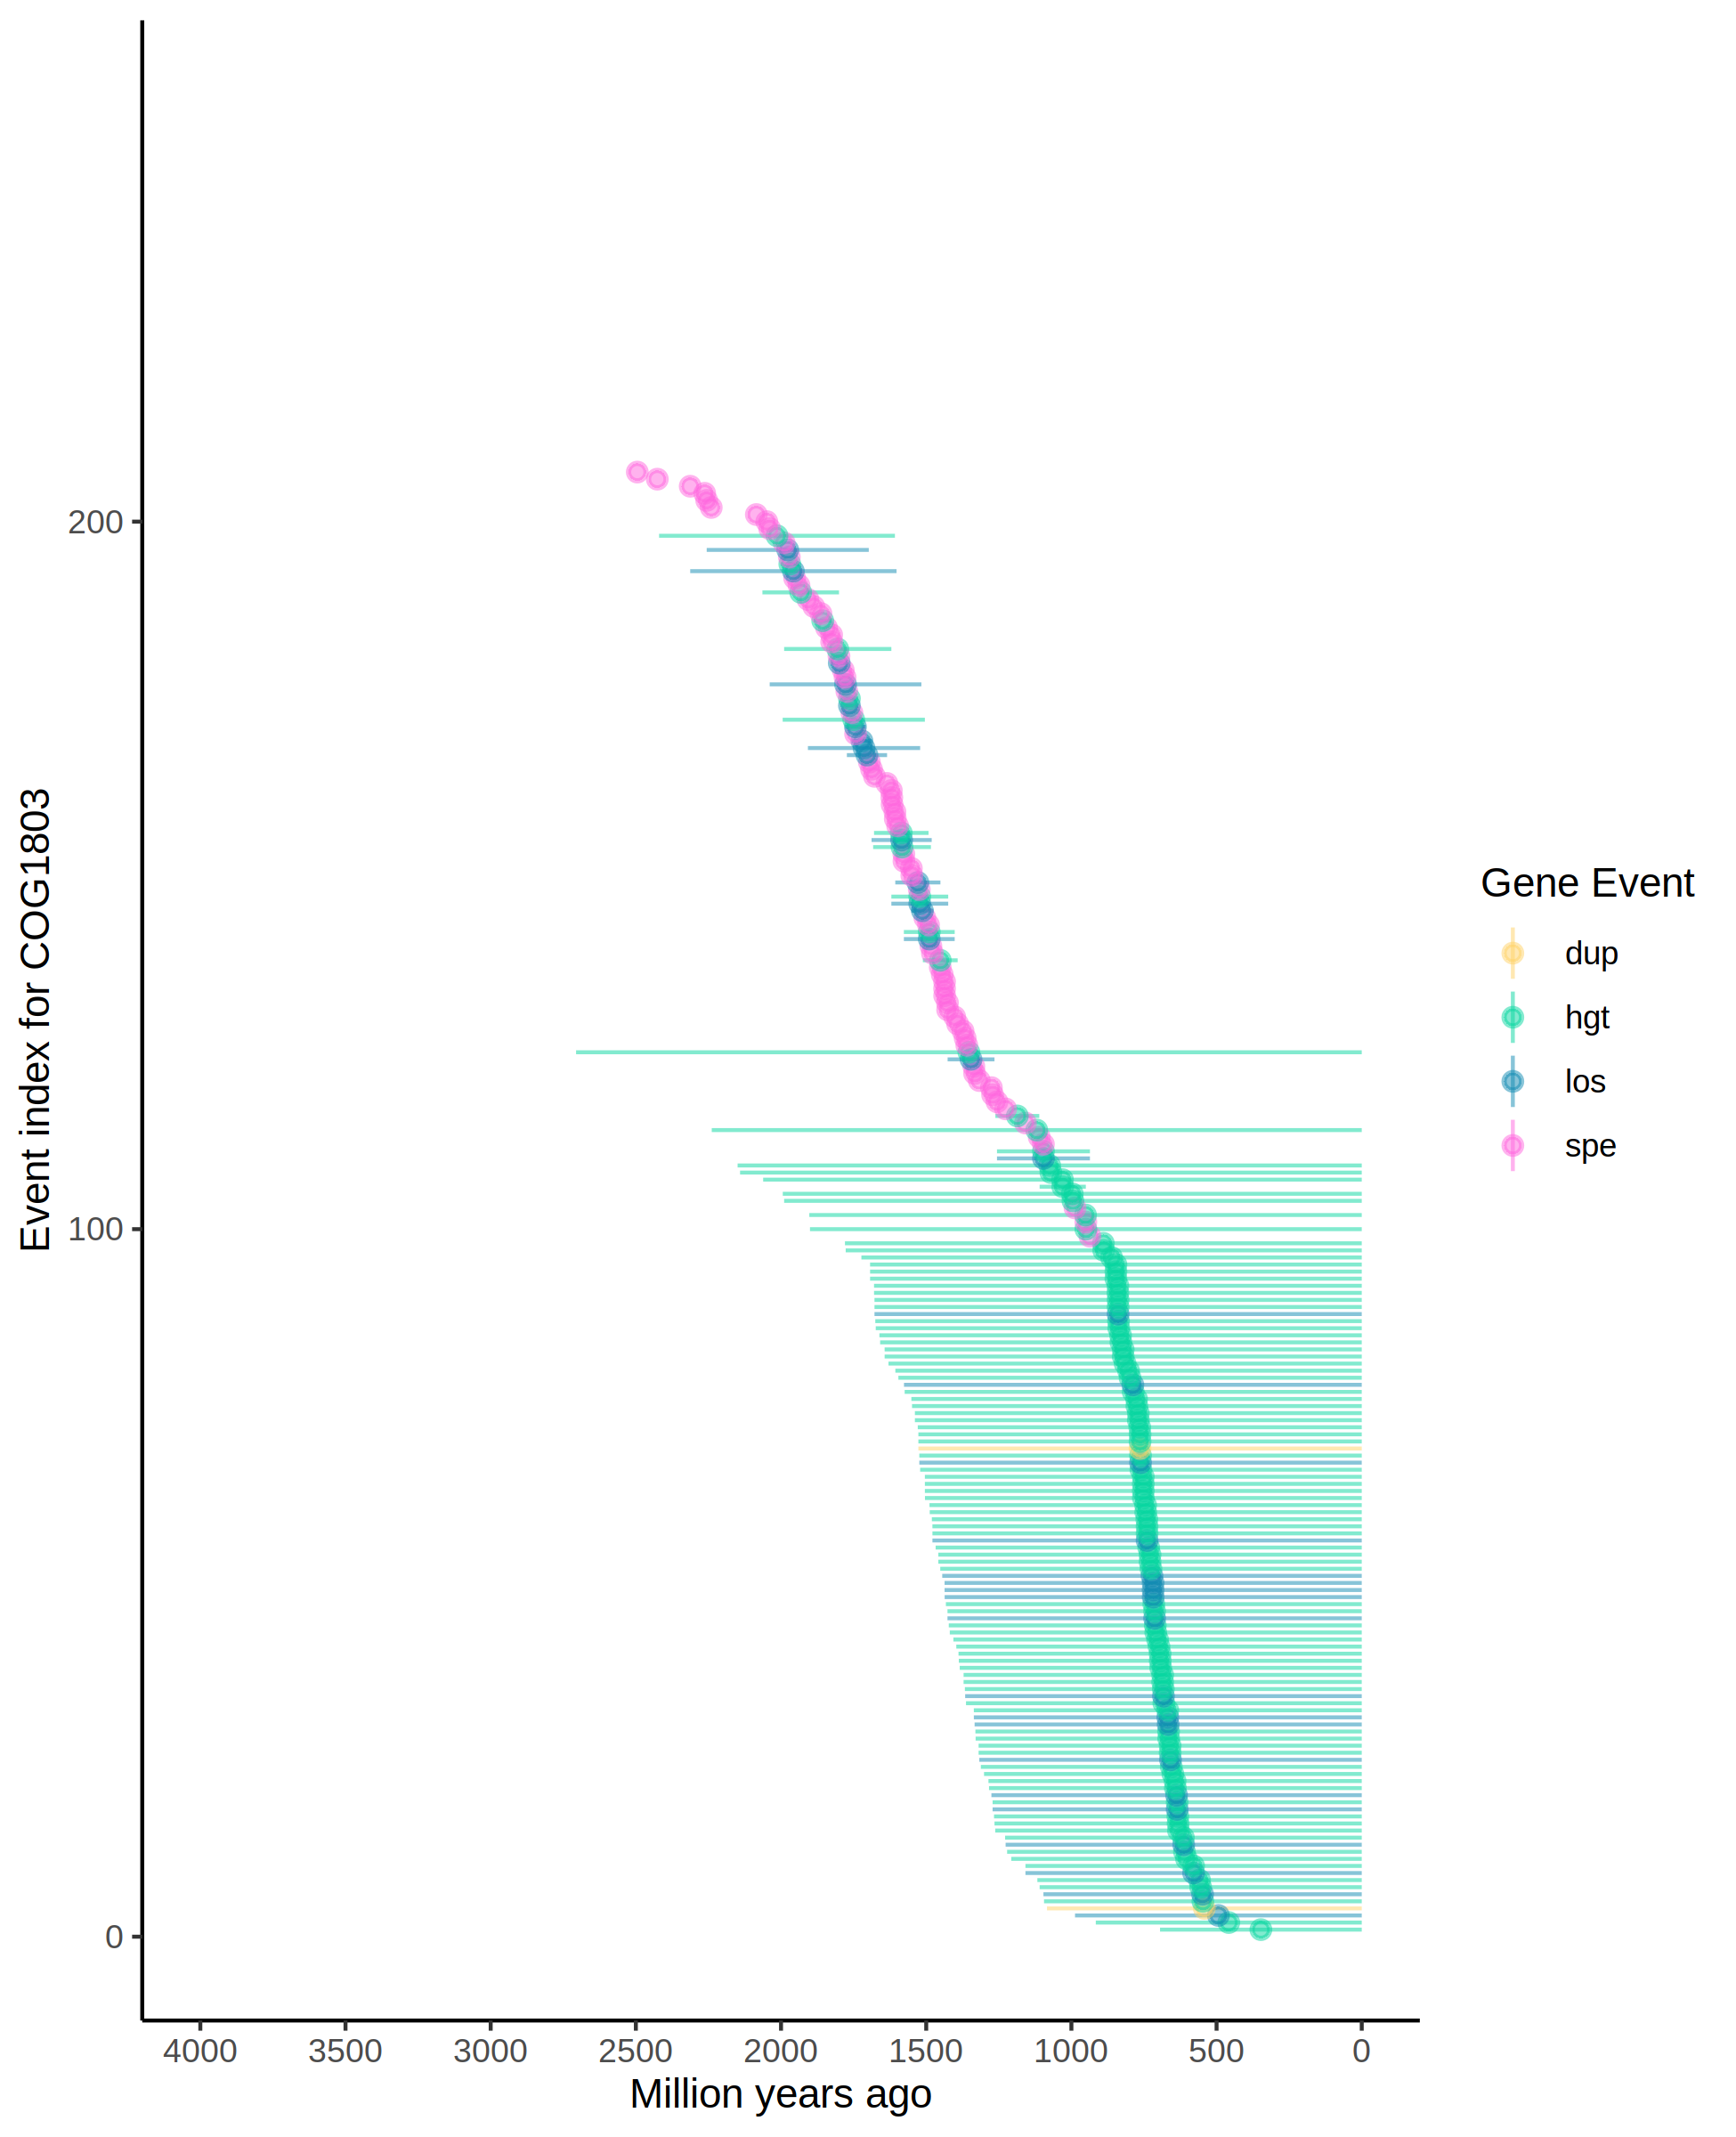 Event index for COG1803
200
100
0
4000 3500 3000 2500 2000 1500 1000 500 0
Million years ago
Gene Event
dup
hgt
los
spe